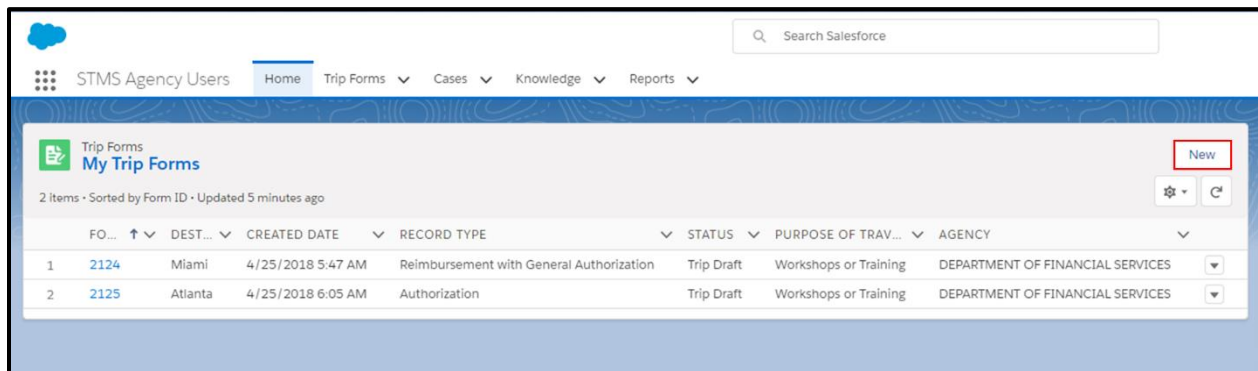 Search Salesforce
STMS Agency Users Home Trip Forms Cases Knowledge Reports
Trip Forms
My Trip Forms
New
2 items • Sorted by Form ID • Updated 5 minutes ago
FO... DEST... CREATED DATE RECORD TYPE STATUS PURPOSE OF TRAV... AGENCY
1 2124 Miami 4/25/2018 5:47 AM Reimbursement with General Authorization Trip Draft Workshops or Training DEPARTMENT OF FINANCIAL SERVICES
2 2125 Atlanta 4/25/2018 6:05 AM Authorization Trip Draft Workshops or Training DEPARTMENT OF FINANCIAL SERVICES